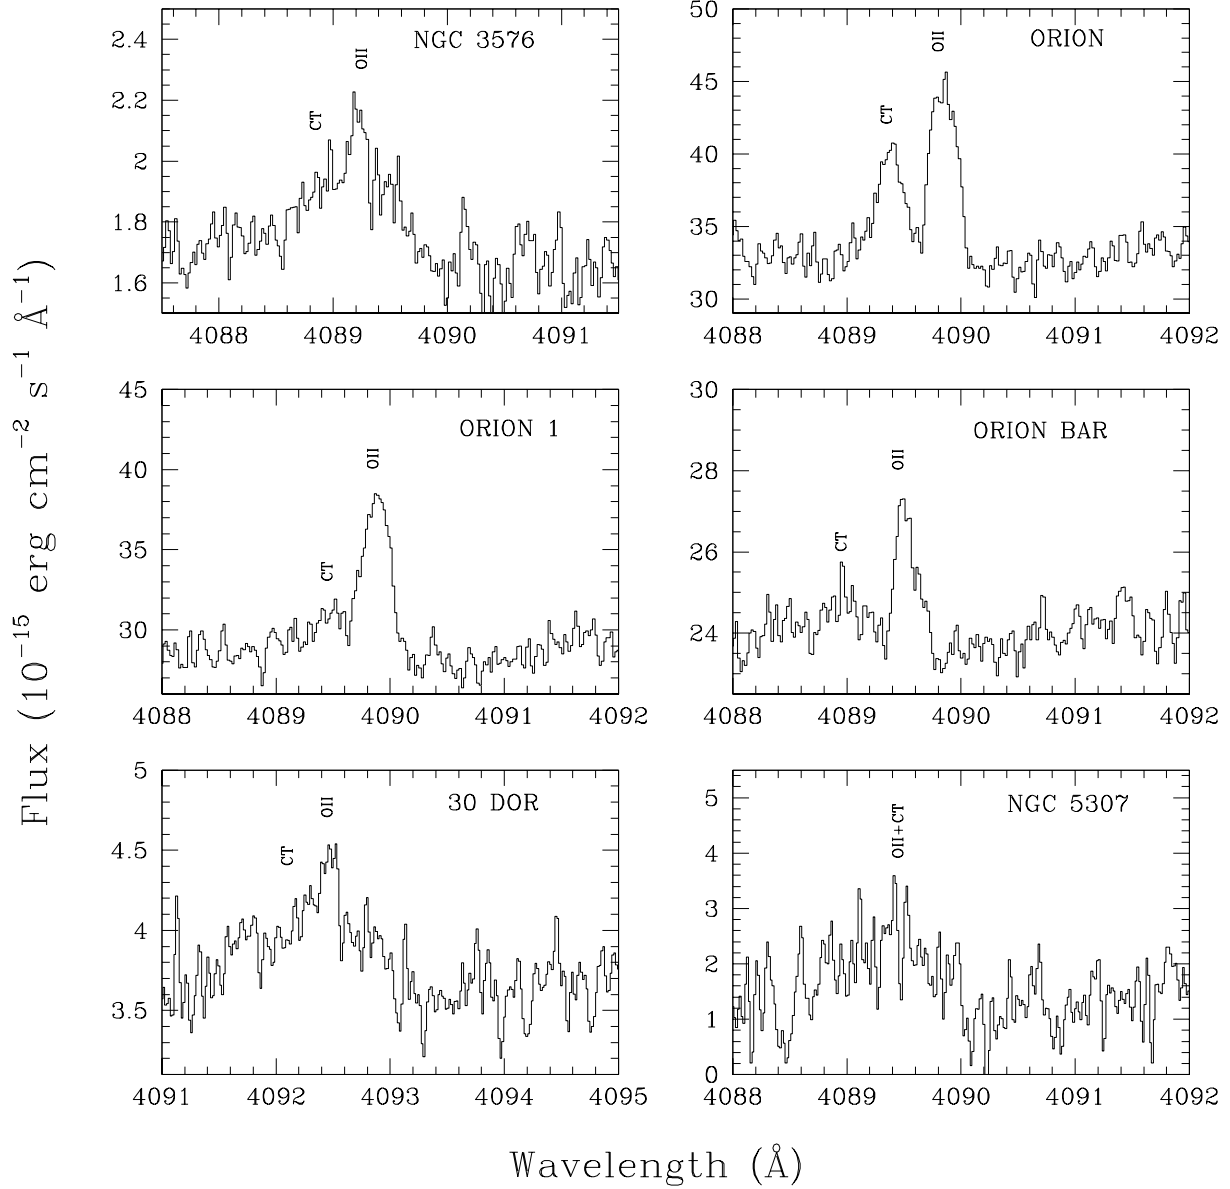 NGC 3576
OII
CT
2.4
2.2
2
1.8
1.6
4088 4089 4090 4091
ORION
OII
CT
50
45
40
35
30
4088 4089 4090 4091 4092
ORION 1
OII
CT
45
40
35
30
4088 4089 4090 4091 4092
ORION BAR
OII
CT
30
28
26
24
4088 4089 4090 4091 4092
30 DOR
OII
CT
5
4.5
4
3.5
4091 4092 4093 4094 4095
NGC 5307
OII+CT
5
4
3
2
1
0
4088 4089 4090 4091 4092
Flux (10⁻¹⁵ erg cm⁻² s⁻¹ Å⁻¹)
Wavelength (Å)